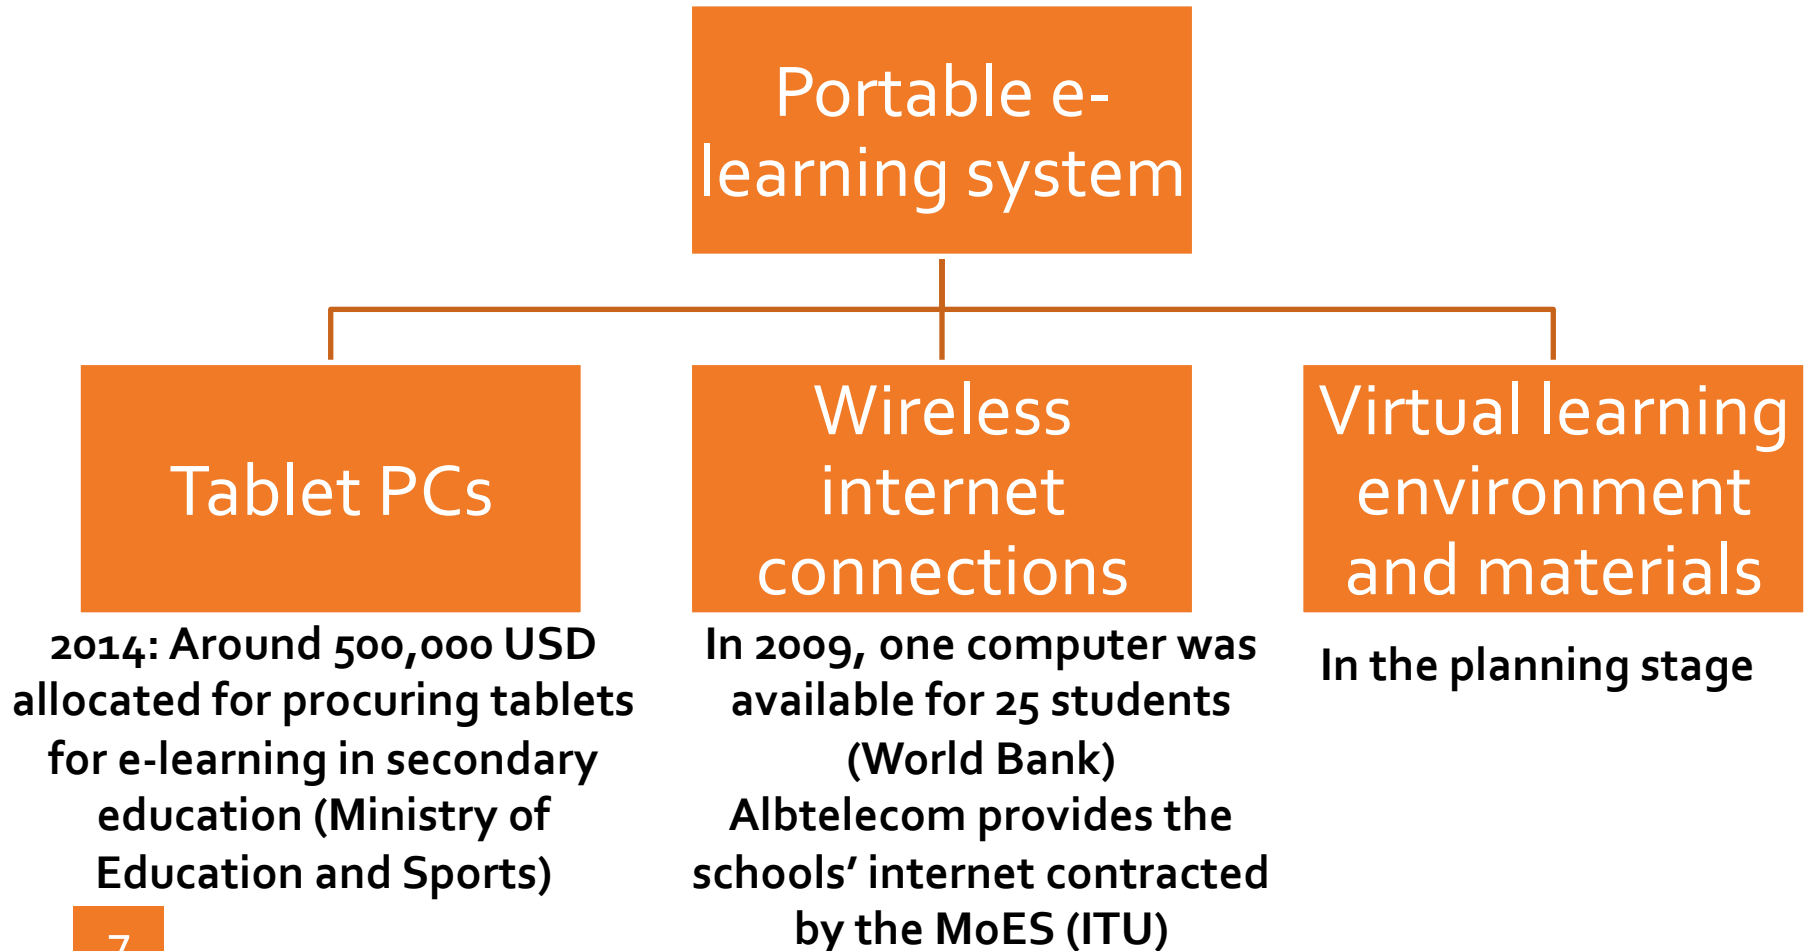 Portable e-
learning system
Tablet PCs
Wireless
internet
connections
Virtual learning
environment
and materials
2014: Around 500,000 USD
allocated for procuring tablets
for e-learning in secondary
education (Ministry of
Education and Sports)
In 2009, one computer was
available for 25 students
(World Bank)
Albtelecom provides the
schools’ internet contracted
by the MoES (ITU)
In the planning stage
7